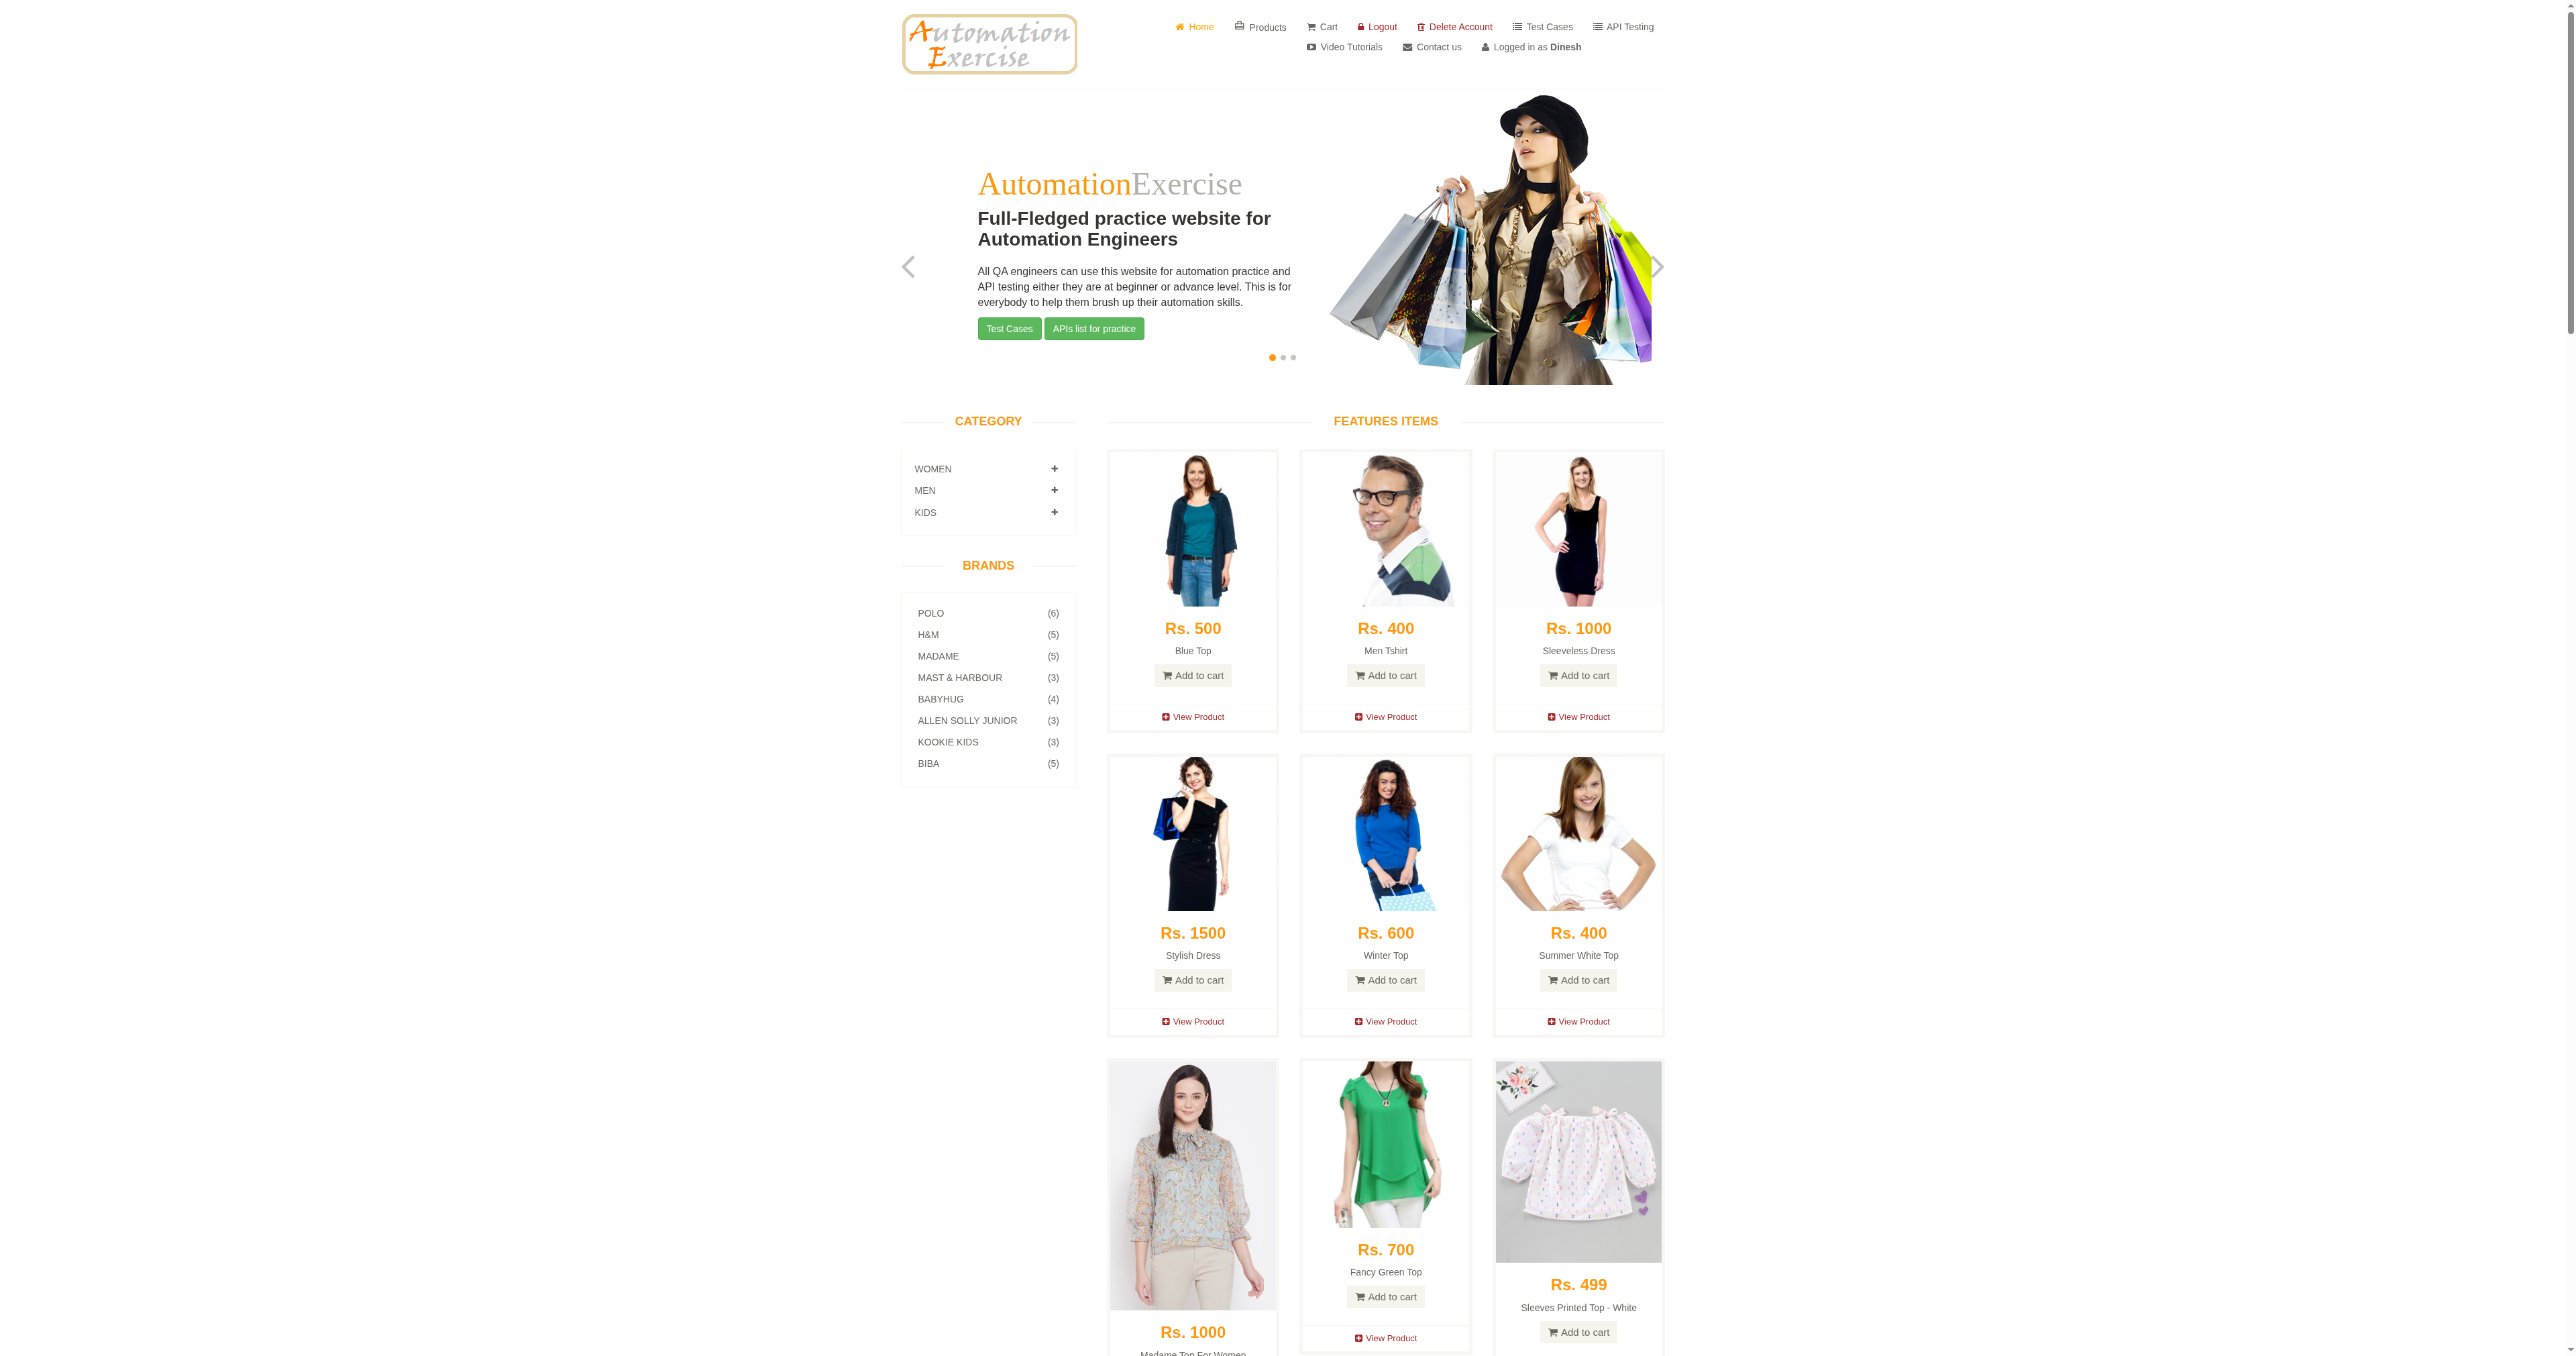 Automation
Exercise
Home Products Cart Logout Delete Account Test Cases API Testing
Video Tutorials Contact us Logged in as Dinesh
AutomationExercise
Full-Fledged practice website for
Automation Engineers
All QA engineers can use this website for automation practice and
API testing either they are at beginner or advance level. This is for
everybody to help them brush up their automation skills.
Test Cases APIs list for practice
CATEGORY
WOMEN
MEN
KIDS
BRANDS
POLO (6)
H&M (5)
MADAME (5)
MAST & HARBOUR (3)
BABYHUG (4)
ALLEN SOLLY JUNIOR (3)
KOOKIE KIDS (3)
BIBA (5)
FEATURES ITEMS
Rs. 500
Blue Top
Add to cart
View Product
Rs. 400
Men Tshirt
Add to cart
View Product
Rs. 1000
Sleeveless Dress
Add to cart
View Product
Rs. 1500
Stylish Dress
Add to cart
View Product
Rs. 600
Winter Top
Add to cart
View Product
Rs. 400
Summer White Top
Add to cart
View Product
Rs. 1000
Madame Top For Women
Rs. 700
Fancy Green Top
Add to cart
View Product
Rs. 499
Sleeves Printed Top - White
Add to cart